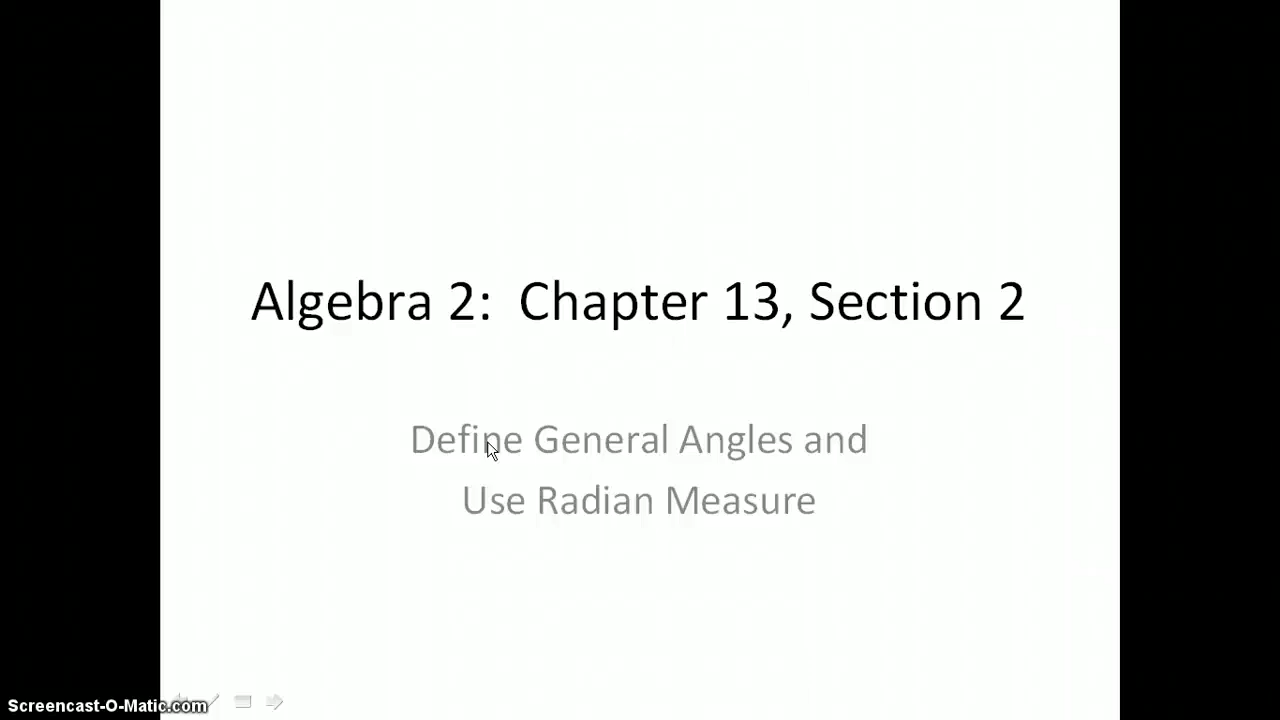 Algebra 2:  Chapter 13, Section 2
Define General Angles and
Use Radian Measure
Screencast-O-Matic.com